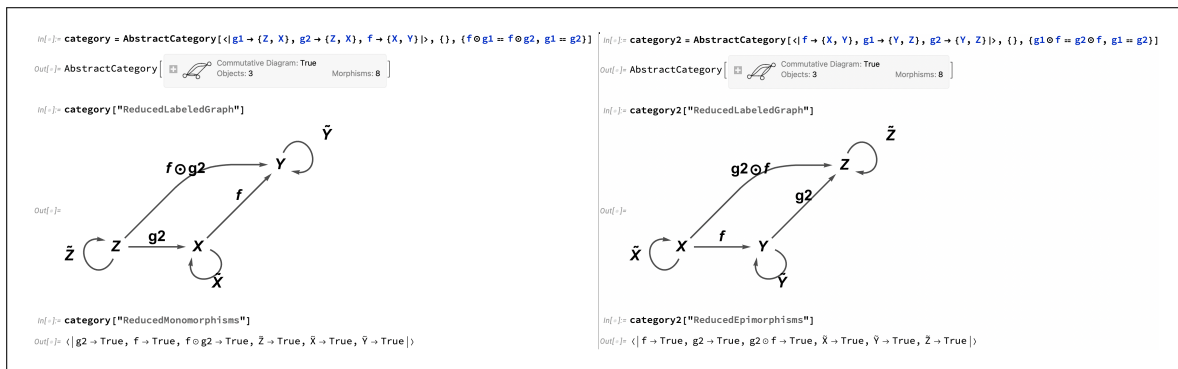 In[ ]:= category = AbstractCategory[<|g1 → {Z, X}, g2 → {Z, X}, f → {X, Y}|>, {}, {f⊙g1 == f⊙g2, g1 == g2}]
Out[ ]= AbstractCategory[
Commutative Diagram: True
Objects: 3 Morphisms: 8
]
In[ ]:= category["ReducedLabeledGraph"]
Ỹ
f⊙g2
Y
f
Out[ ]=
g2
Z̃
Z
X
X̃
In[ ]:= category["ReducedMonomorphisms"]
Out[ ]= <|g2 → True, f → True, f⊙g2 → True, Z̃ → True, X̃ → True, Ỹ → True|>
In[ ]:= category2 = AbstractCategory[<|f → {X, Y}, g1 → {Y, Z}, g2 → {Y, Z}|>, {}, {g1⊙f == g2⊙f, g1 == g2}]
Out[ ]= AbstractCategory[
Commutative Diagram: True
Objects: 3 Morphisms: 8
]
In[ ]:= category2["ReducedLabeledGraph"]
Z̃
g2⊙f
Z
g2
Out[ ]=
f
X̃
X
Y
Ỹ
In[ ]:= category2["ReducedEpimorphisms"]
Out[ ]= <|f → True, g2 → True, g2⊙f → True, X̃ → True, Ỹ → True, Z̃ → True|>